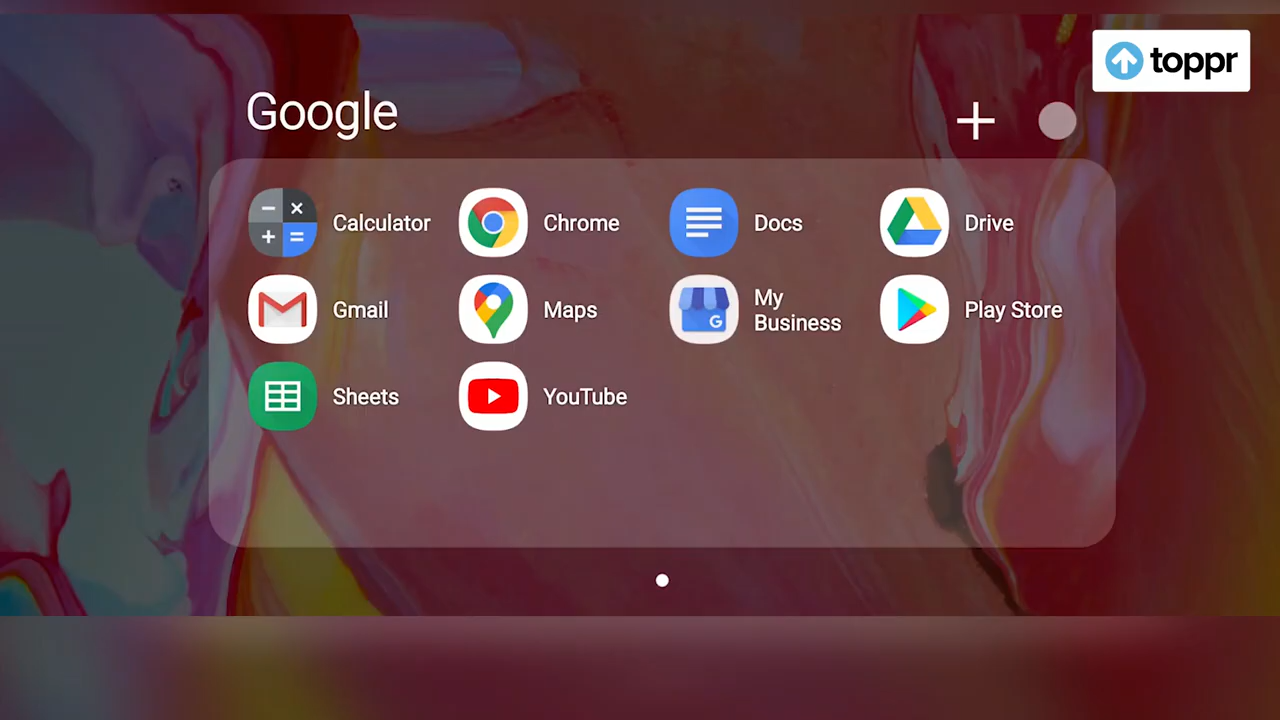 toppr
Google
Calculator
Chrome
Docs
Drive
Gmail
Maps
My
Business
Play Store
Sheets
YouTube